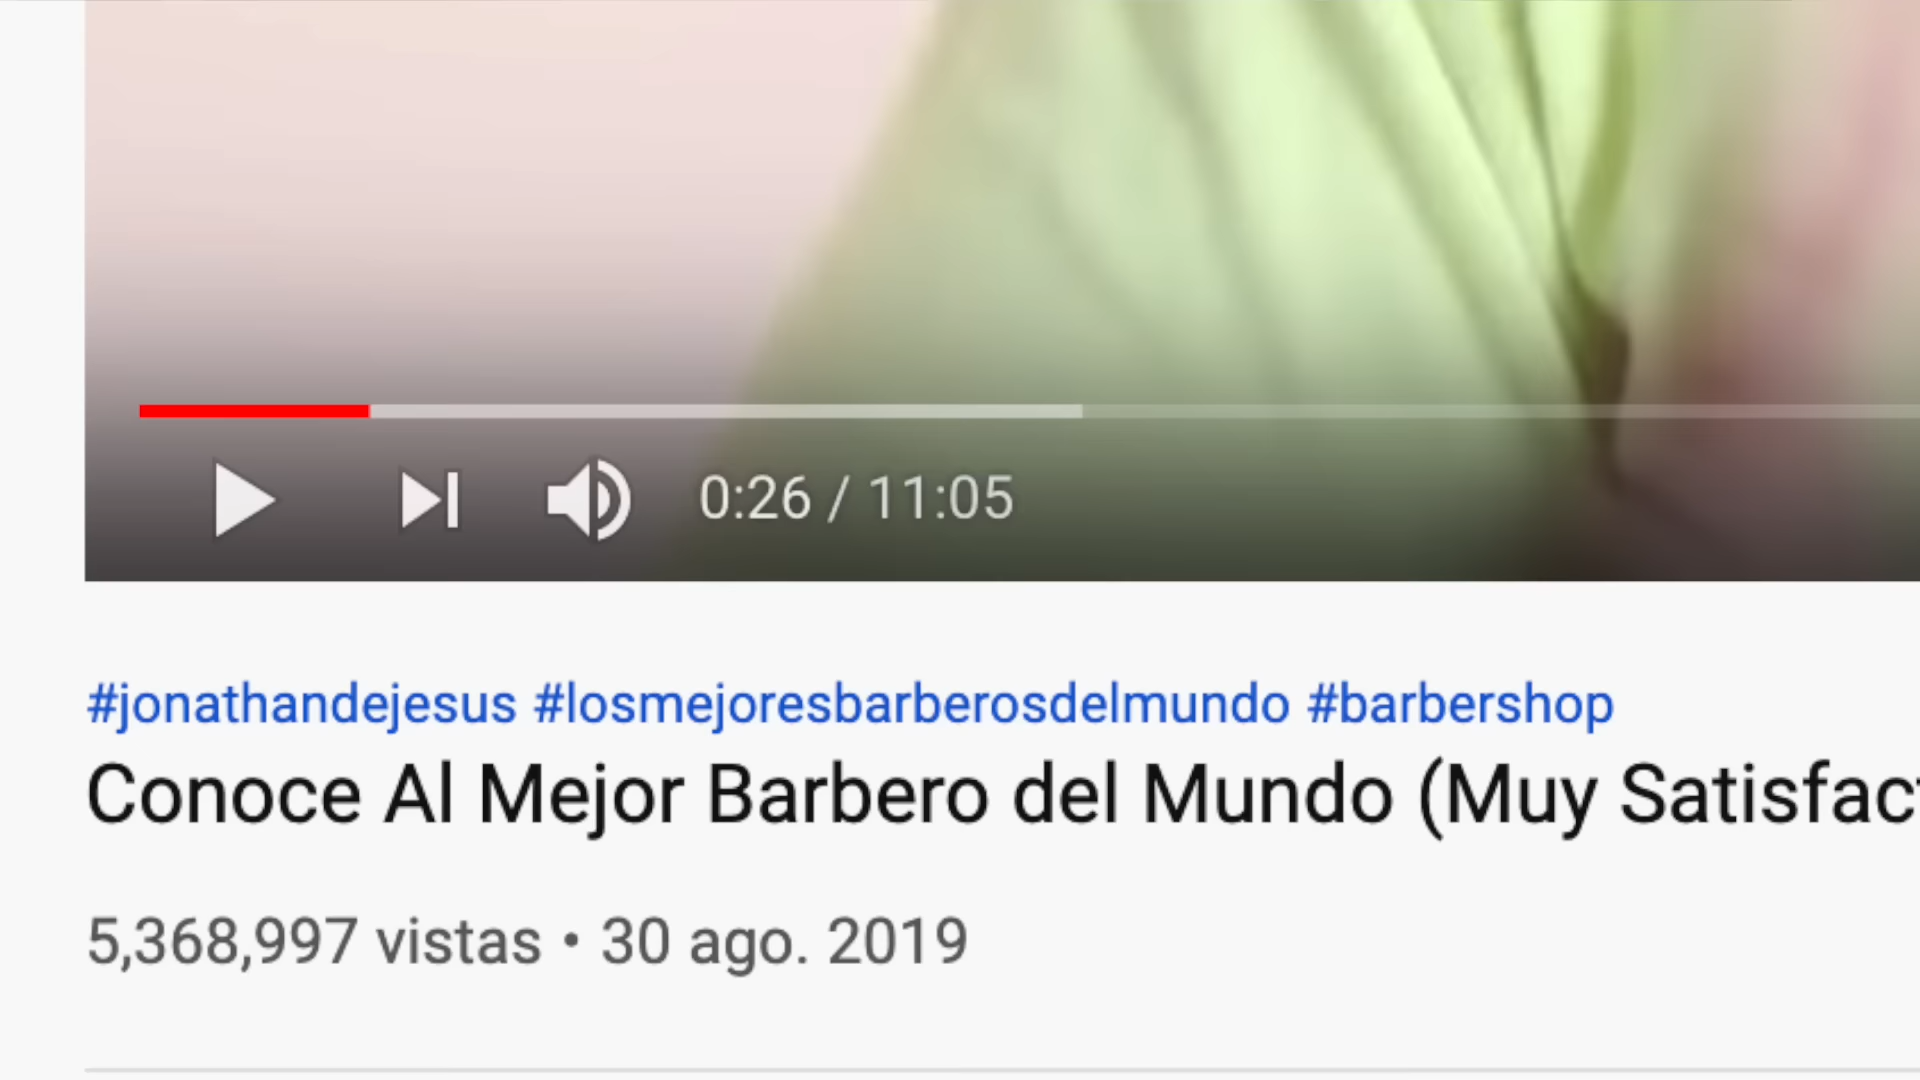 0:26 / 11:05
#jonathandejesus #losmejoresbarberosdelmundo #barbershop
Conoce Al Mejor Barbero del Mundo (Muy Satisfact
5,368,997 vistas • 30 ago. 2019